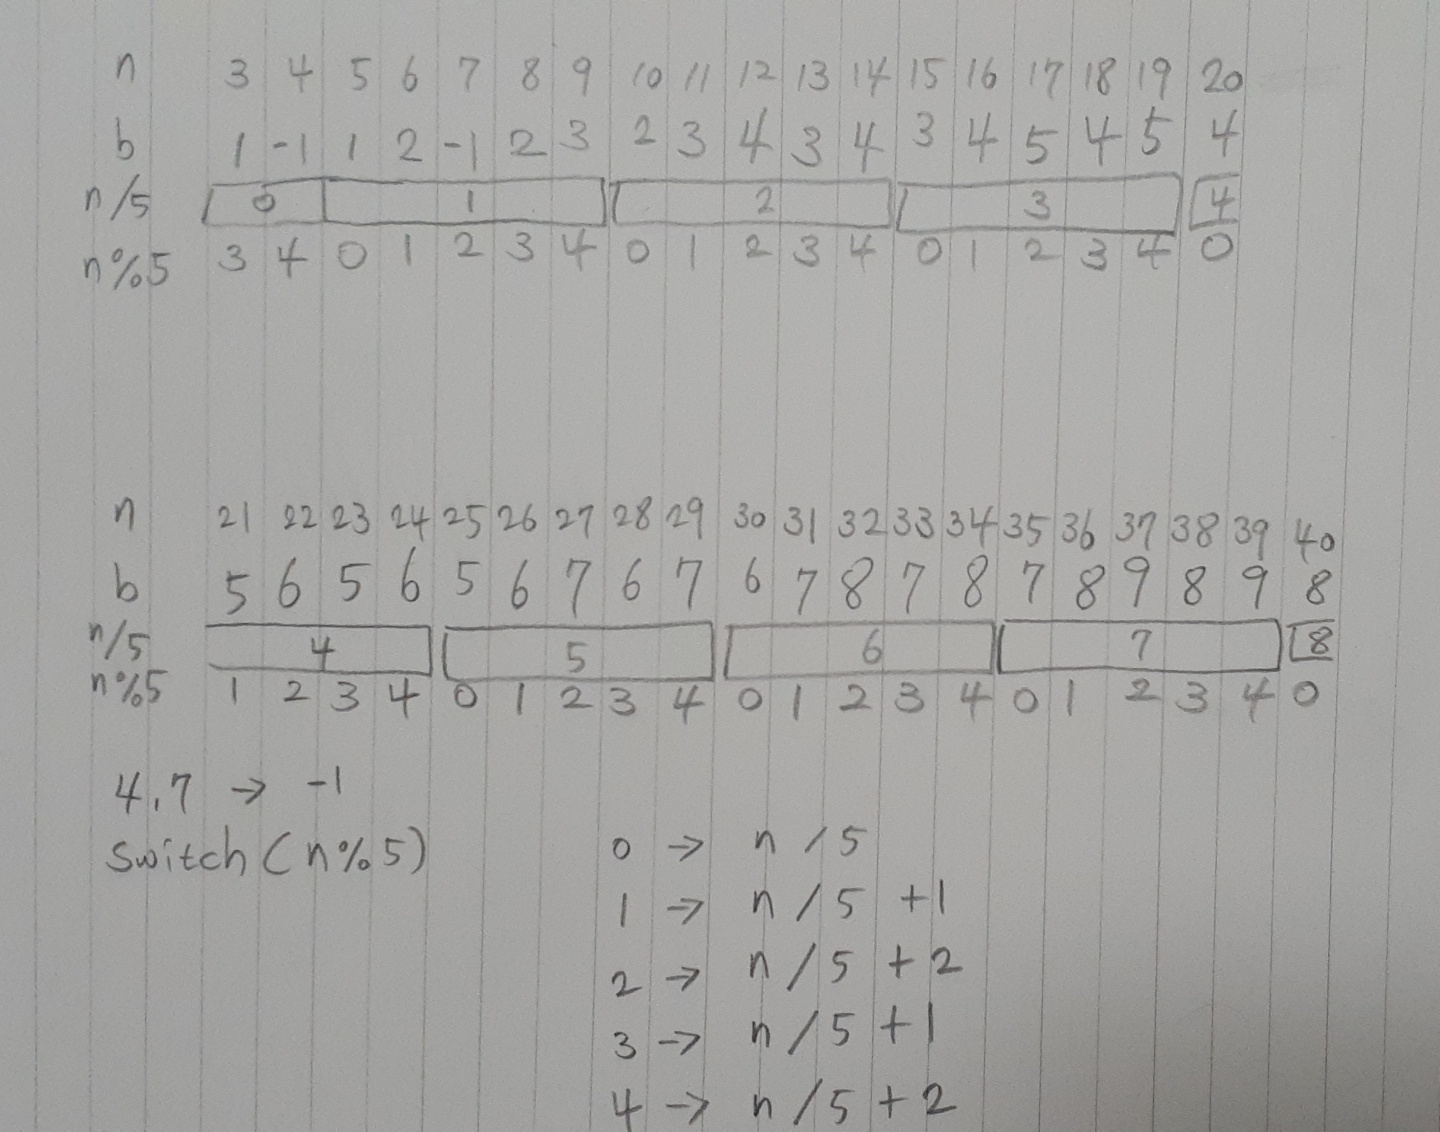 n 3 4 5 6 7 8 9 10 11 12 13 14 15 16 17 18 19 20
b 1 -1 1 2 -1 2 3 2 3 4 3 4 3 4 5 4 5 4
n/5 0 1 2 3 4
n%5 3 4 0 1 2 3 4 0 1 2 3 4 0 1 2 3 4 0
n 21 22 23 24 25 26 27 28 29 30 31 32 33 34 35 36 37 38 39 40
b 5 6 5 6 5 6 7 6 7 6 7 8 7 8 7 8 9 8 9 8
n/5 4 5 6 7 8
n%5 1 2 3 4 0 1 2 3 4 0 1 2 3 4 0 1 2 3 4 0
4,7 → -1
switch(n%5) 0 → n/5
1 → n/5 +1
2 → n/5 +2
3 → n/5 +1
4 → n/5 +2